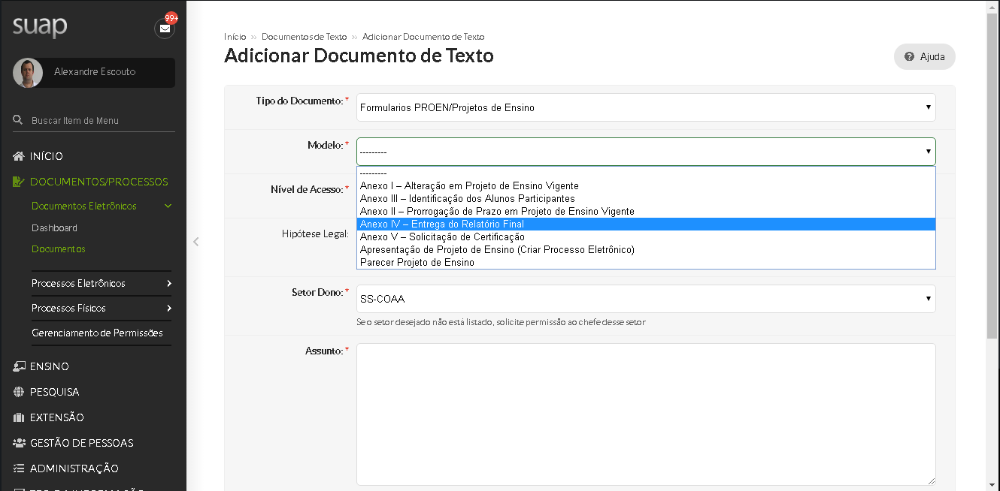 suap
99+
Alexandre Escouto
Buscar Item de Menu
INÍCIO
DOCUMENTOS/PROCESSOS
Documentos Eletrônicos
Dashboard
Documentos
Processos Eletrônicos
Processos Físicos
Gerenciamento de Permissões
ENSINO
PESQUISA
EXTENSÃO
GESTÃO DE PESSOAS
ADMINISTRAÇÃO
Início » Documentos de Texto » Adicionar Documento de Texto
Adicionar Documento de Texto
Ajuda
Tipo do Documento: *
Formularios PROEN/Projetos de Ensino
Modelo: *
---------
---------
Anexo I – Alteração em Projeto de Ensino Vigente
Anexo III – Identificação dos Alunos Participantes
Anexo II – Prorrogação de Prazo em Projeto de Ensino Vigente
Anexo IV – Entrega do Relatório Final
Anexo V – Solicitação de Certificação
Apresentação de Projeto de Ensino (Criar Processo Eletrônico)
Parecer Projeto de Ensino
Nível de Acesso: *
Hipótese Legal:
Setor Dono: *
SS-COAA
Se o setor desejado não está listado, solicite permissão ao chefe desse setor
Assunto: *